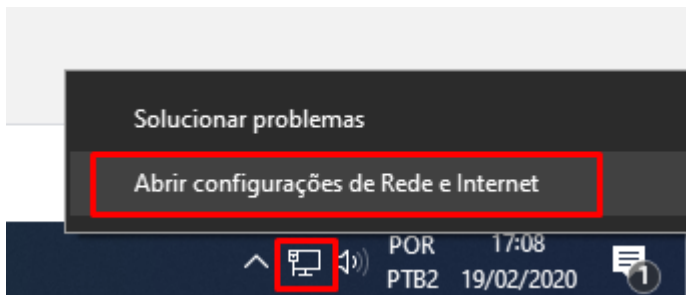 Solucionar problemas
Abrir configurações de Rede e Internet
POR 17:08
PTB2 19/02/2020
1